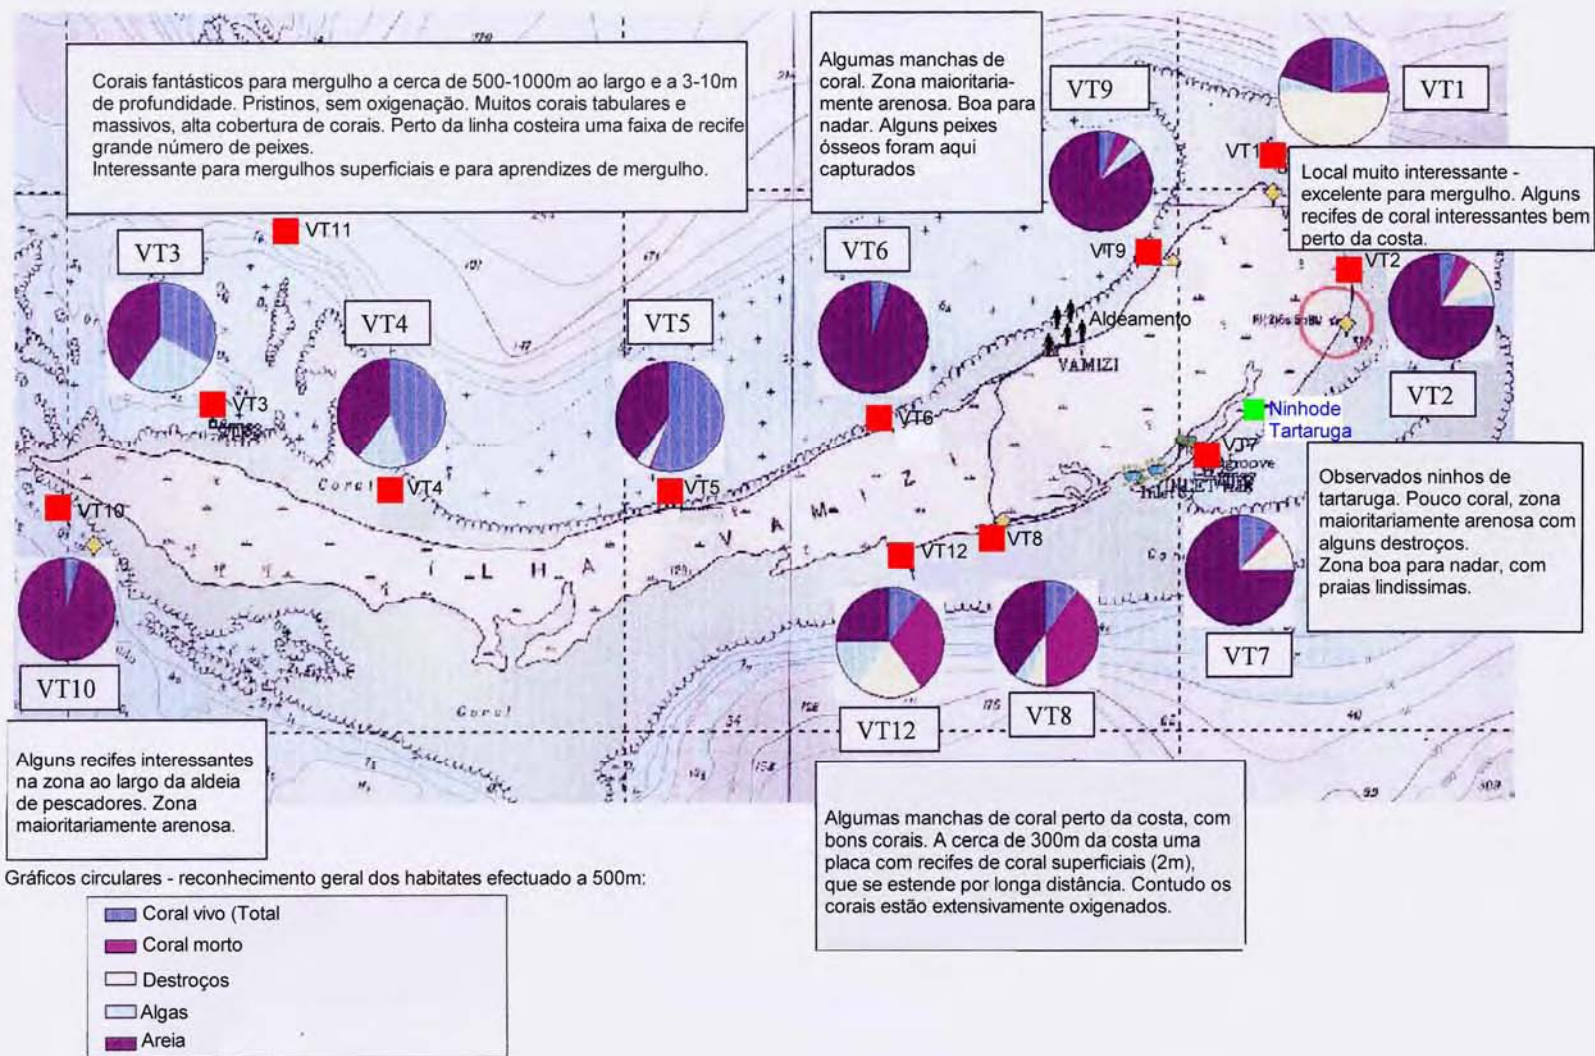 Corais fantásticos para mergulho a cerca de 500-1000m ao largo e a 3-10m
de profundidade. Pristinos, sem oxigenação. Muitos corais tabulares e
massivos, alta cobertura de corais. Perto da linha costeira uma faixa de recife
grande número de peixes.
Interessante para mergulhos superficiais e para aprendizes de mergulho.
Algumas manchas de
coral. Zona maioritaria-
mente arenosa. Boa para
nadar. Alguns peixes
ósseos foram aqui
capturados
VT9
VT1
VT1
Local muito interessante -
excelente para mergulho. Alguns
recifes de coral interessantes bem
perto da costa.
VT11
VT3
VT6
VT9
VT2
VT4
VT5
Aldeamento
VAMIZI
VT2
VT3
VT6
Ninhode
Tartaruga
VT7
Coral
VT4
VT5
VT10
VT12
VT8
ILHA VAMIZI
Observados ninhos de
tartaruga. Pouco coral, zona
maioritariamente arenosa com
alguns destroços.
Zona boa para nadar, com
praias lindissimas.
VT10
VT7
Coral
VT12
VT8
Alguns recifes interessantes
na zona ao largo da aldeia
de pescadores. Zona
maioritariamente arenosa.
Algumas manchas de coral perto da costa, com
bons corais. A cerca de 300m da costa uma
placa com recifes de coral superficiais (2m),
que se estende por longa distância. Contudo os
corais estão extensivamente oxigenados.
Gráficos circulares - reconhecimento geral dos habitates efectuado a 500m:
Coral vivo (Total
Coral morto
Destroços
Algas
Areia